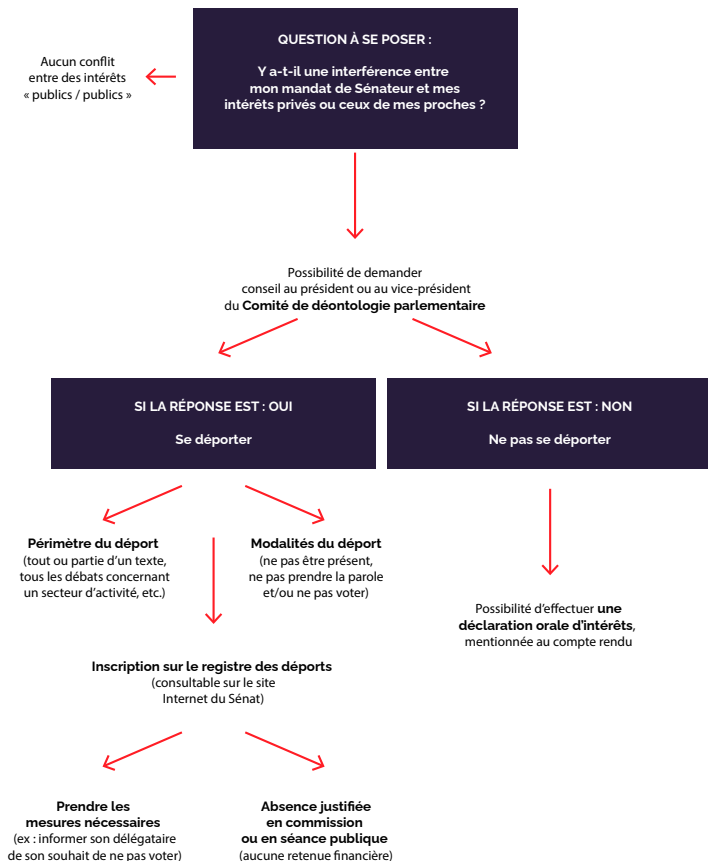 QUESTION À SE POSER :
Y a-t-il une interférence entre
mon mandat de Sénateur et mes
intérêts privés ou ceux de mes proches ?
Aucun conflit
entre des intérêts
« publics / publics »
Possibilité de demander
conseil au président ou au vice-président
du Comité de déontologie parlementaire
SI LA RÉPONSE EST : OUI
Se déporter
SI LA RÉPONSE EST : NON
Ne pas se déporter
Périmètre du déport
(tout ou partie d'un texte,
tous les débats concernant
un secteur d'activité, etc.)
Modalités du déport
(ne pas être présent,
ne pas prendre la parole
et/ou ne pas voter)
Possibilité d'effectuer une
déclaration orale d'intérêts,
mentionnée au compte rendu
Inscription sur le registre des déports
(consultable sur le site
Internet du Sénat)
Prendre les
mesures nécessaires
(ex : informer son délégataire
de son souhait de ne pas voter)
Absence justifiée
en commission
ou en séance publique
(aucune retenue financière)